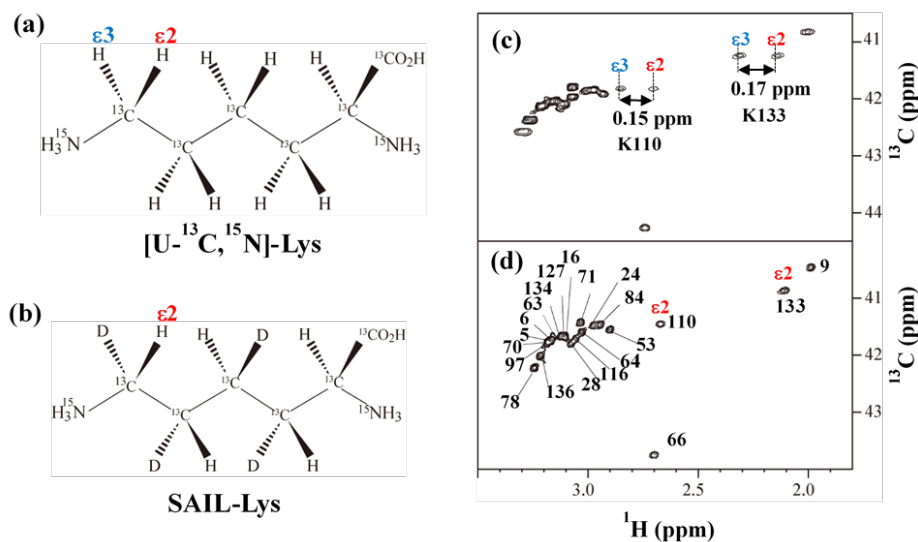 (a)
ε3 ε2
H H H H ¹³CO₂H
¹³C ¹³C ¹³C
H₃¹⁵N ¹³C ¹³C ¹⁵NH₃
H H H H
[U-¹³C,¹⁵N]-Lys
(b)
ε2
D H H D ¹³CO₂H
¹³C ¹³C ¹³C
H₃¹⁵N ¹³C ¹³C ¹⁵NH₃
D H D H
SAIL-Lys
(c)
ε3 ε2
0.17 ppm
K133
ε3 ε2
0.15 ppm
K110
41
42
43
44
¹³C (ppm)
(d)
16
127
134
63
6
5
70
97
78
136
28
116
64
53
84
24
71
ε2
110
ε2
133
9
66
41
42
43
¹³C (ppm)
3.0 2.5 2.0
¹H (ppm)